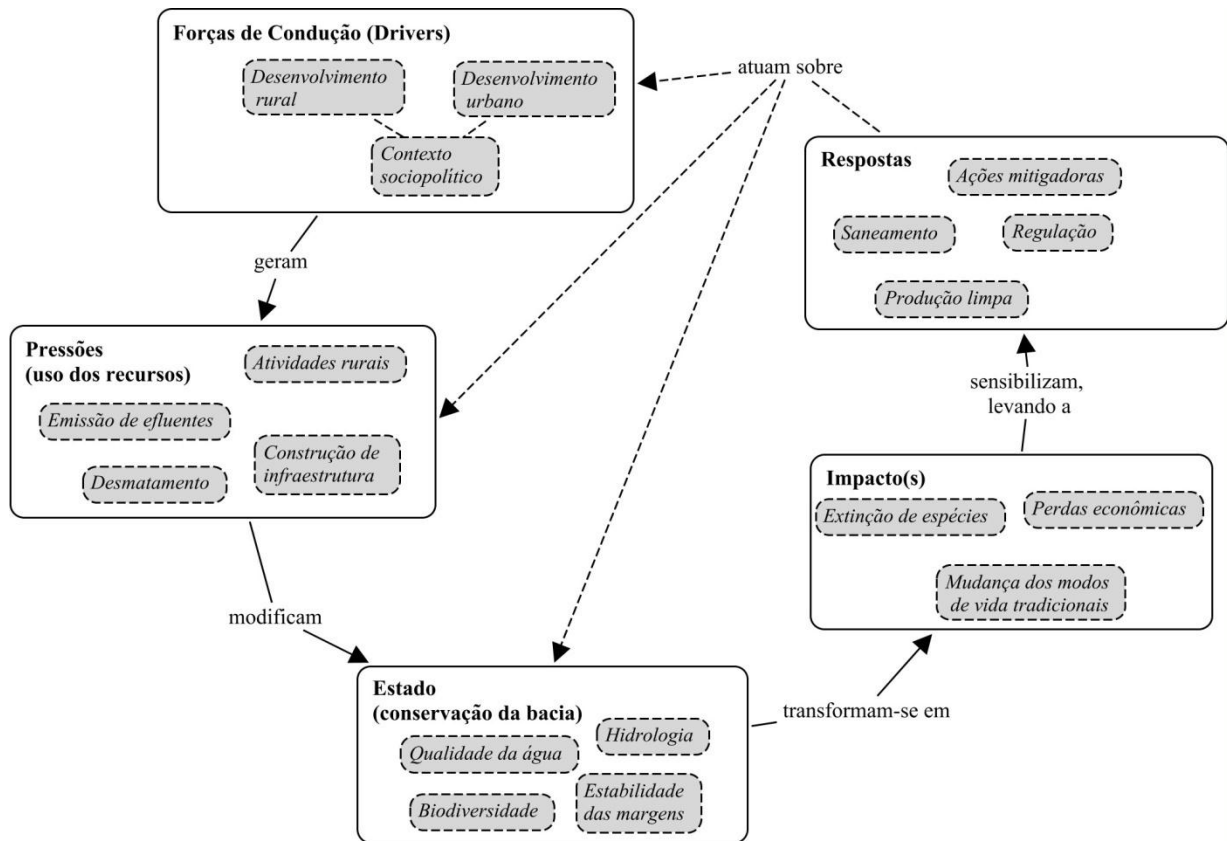 Forças de Condução (Drivers)
Desenvolvimento
rural
Desenvolvimento
urbano
Contexto
sociopolítico
atuam sobre
Respostas
Ações mitigadoras
Saneamento
Regulação
Produção limpa
geram
Pressões
(uso dos recursos)
Atividades rurais
Emissão de efluentes
Construção de
infraestrutura
Desmatamento
sensibilizam,
levando a
Impacto(s)
Extinção de espécies
Perdas econômicas
Mudança dos modos
de vida tradicionais
modificam
Estado
(conservação da bacia)
Hidrologia
Qualidade da água
Estabilidade
das margens
Biodiversidade
transformam-se em